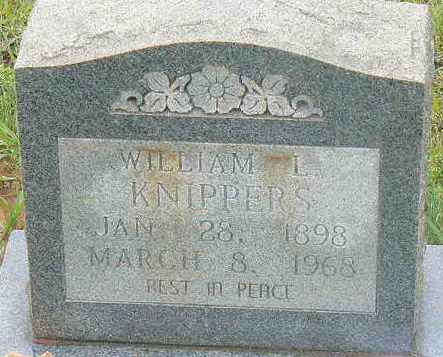 WILLIAM L.
KNIPPERS
JAN. 28, 1898
MARCH 8, 1968
REST IN PEACE